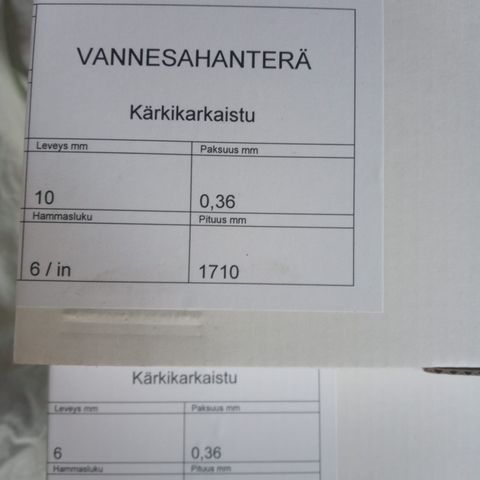 VANNESAHANTERÄ
Kärkikarkaistu
Leveys mm Paksuus mm
10 0,36
Hammasluku Pituus mm
6 / in 1710
Kärkikarkaistu
Leveys mm Paksuus mm
6 0,36
Hammasluku Pituus mm